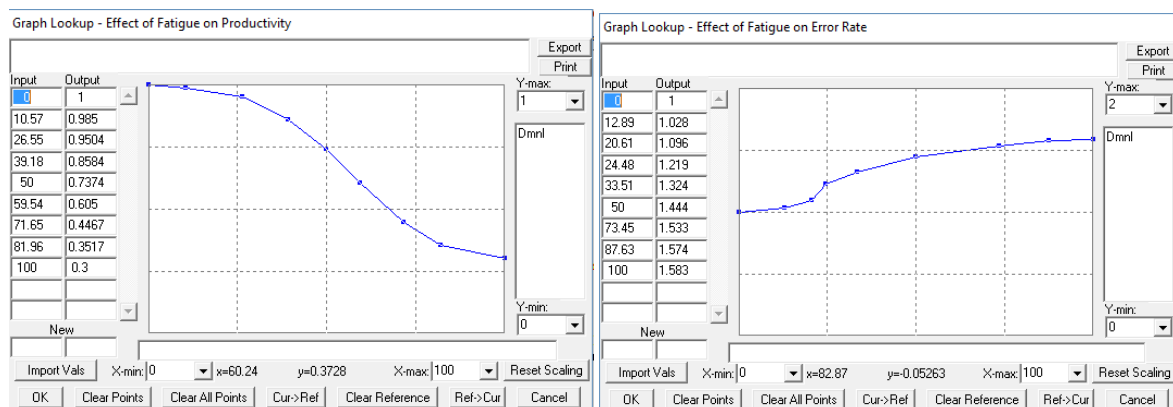 Graph Lookup - Effect of Fatigue on Productivity
Export
Print
Input Output
0 1
10.57 0.985
26.55 0.9504
39.18 0.8584
50 0.7374
59.54 0.605
71.65 0.4467
81.96 0.3517
100 0.3
New
Y-max:
1
Dmnl
Y-min:
0
Import Vals X-min: 0 x=60.24 y=0.3728 X-max: 100 Reset Scaling
OK Clear Points Clear All Points Cur->Ref Clear Reference Ref->Cur Cancel
Graph Lookup - Effect of Fatigue on Error Rate
Export
Print
Input Output
0 1
12.89 1.028
20.61 1.096
24.48 1.219
33.51 1.324
50 1.444
73.45 1.533
87.63 1.574
100 1.583
New
Y-max:
2
Dmnl
Y-min:
0
Import Vals X-min: 0 x=82.87 y=-0.05263 X-max: 100 Reset Scaling
OK Clear Points Clear All Points Cur->Ref Clear Reference Ref->Cur Cancel